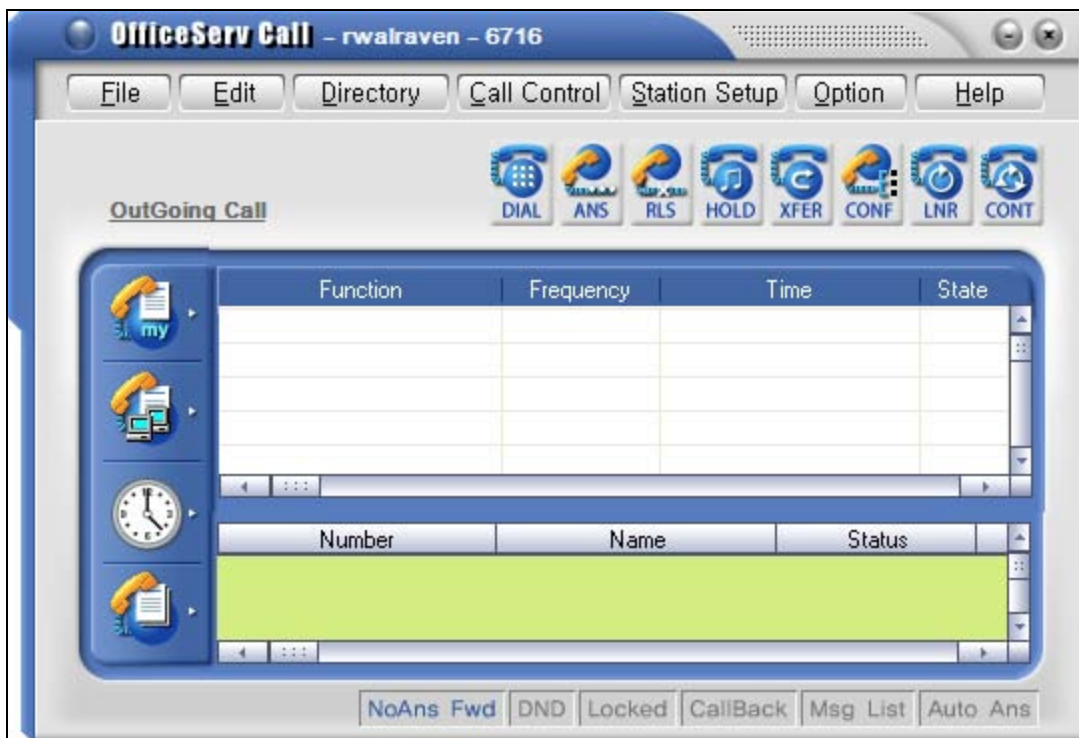 OfficeServ Call - rwalraven - 6716
File Edit Directory Call Control Station Setup Option Help
DIAL ANS RLS HOLD XFER CONF LNR CONT
OutGoing Call
my
Function Frequency Time State
Number Name Status
NoAns Fwd DND Locked CallBack Msg List Auto Ans